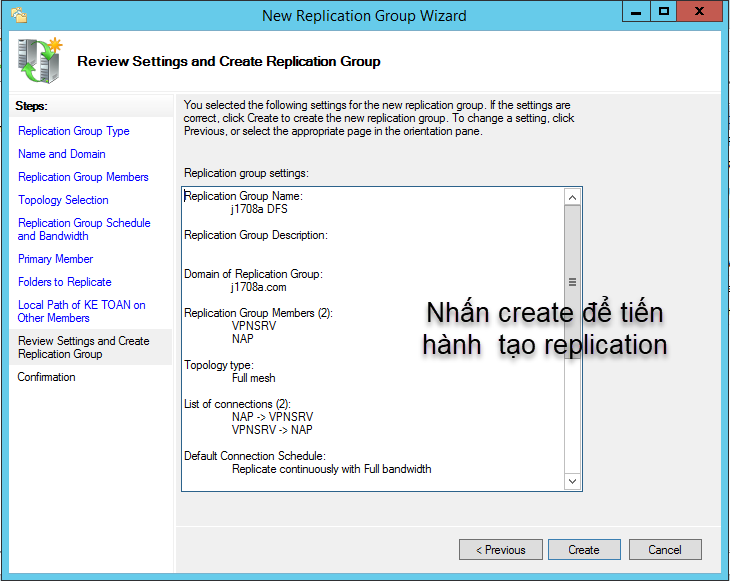 New Replication Group Wizard
Review Settings and Create Replication Group
Steps:
Replication Group Type
Name and Domain
Replication Group Members
Topology Selection
Replication Group Schedule
and Bandwidth
Primary Member
Folders to Replicate
Local Path of KE TOAN on
Other Members
Review Settings and Create
Replication Group
Confirmation
You selected the following settings for the new replication group. If the settings are
correct, click Create to create the new replication group. To change a setting, click
Previous, or select the appropriate page in the orientation pane.
Replication group settings:
Replication Group Name:
j1708a DFS
Replication Group Description:
Domain of Replication Group:
j1708a.com
Replication Group Members (2):
VPNSRV
NAP
Topology type:
Full mesh
List of connections (2):
NAP -> VPNSRV
VPNSRV -> NAP
Default Connection Schedule:
Replicate continuously with Full bandwidth
Nhấn create để tiến
hành tạo replication
< Previous
Create
Cancel